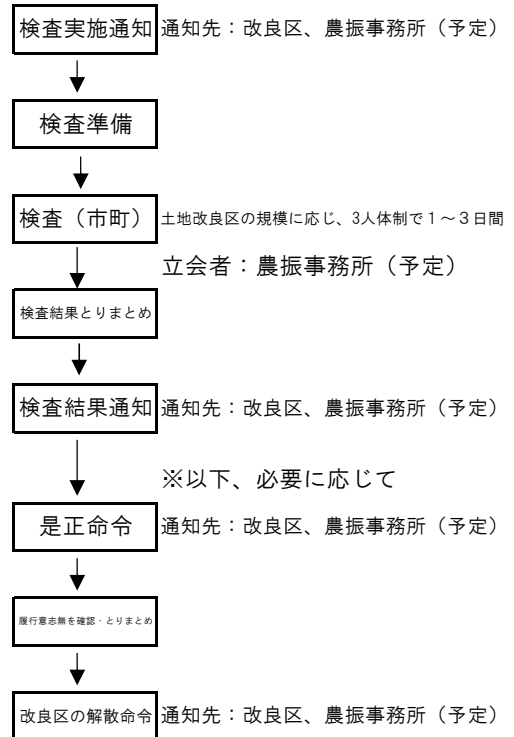 検査実施通知 通知先：改良区、農振事務所（予定）
検査準備
検査（市町） 土地改良区の規模に応じ、3人体制で１～３日間
立会者：農振事務所（予定）
検査結果とりまとめ
検査結果通知 通知先：改良区、農振事務所（予定）
※以下、必要に応じて
是正命令 通知先：改良区、農振事務所（予定）
履行意志無を確認・とりまとめ
改良区の解散命令 通知先：改良区、農振事務所（予定）